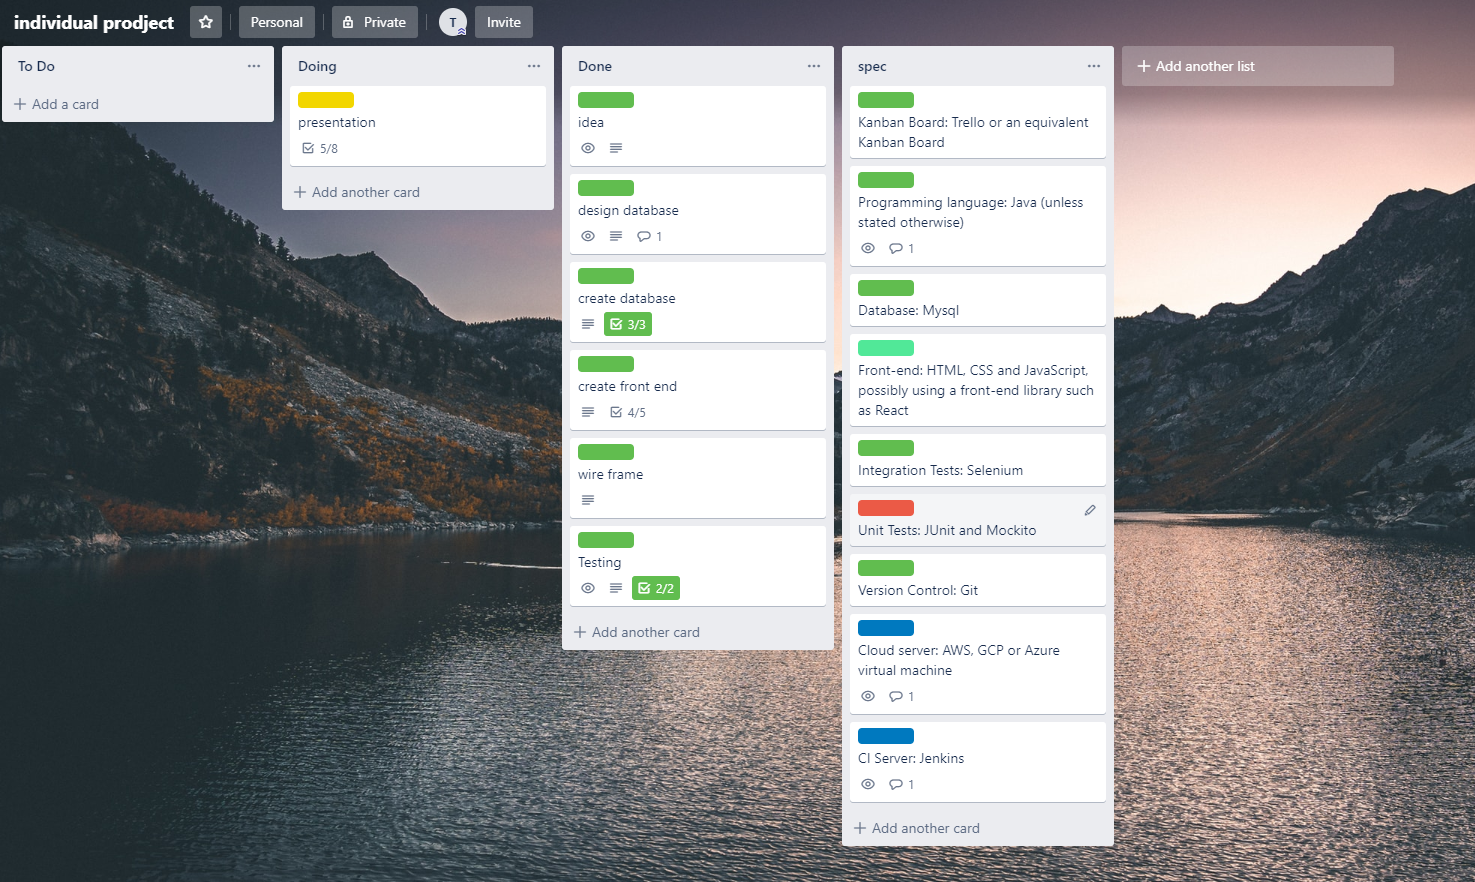 individual prodject
Personal
Private
T
Invite
To Do
Add a card
Doing
presentation
5/8
Add another card
Done
idea
design database
1
create database
3/3
create front end
4/5
wire frame
Testing
2/2
Add another card
spec
Kanban Board: Trello or an equivalent
Kanban Board
Programming language: Java (unless
stated otherwise)
1
Database: Mysql
Front-end: HTML, CSS and JavaScript,
possibly using a front-end library such
as React
Integration Tests: Selenium
Unit Tests: JUnit and Mockito
Version Control: Git
Cloud server: AWS, GCP or Azure
virtual machine
1
CI Server: Jenkins
1
Add another card
Add another list